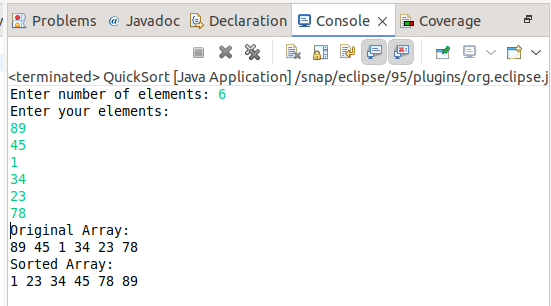 Problems @ Javadoc Declaration Console Coverage
<terminated> QuickSort [Java Application] /snap/eclipse/95/plugins/org.eclipse.j
Enter number of elements: 6
Enter your elements:
89
45
1
34
23
78
Original Array:
89 45 1 34 23 78
Sorted Array:
1 23 34 45 78 89